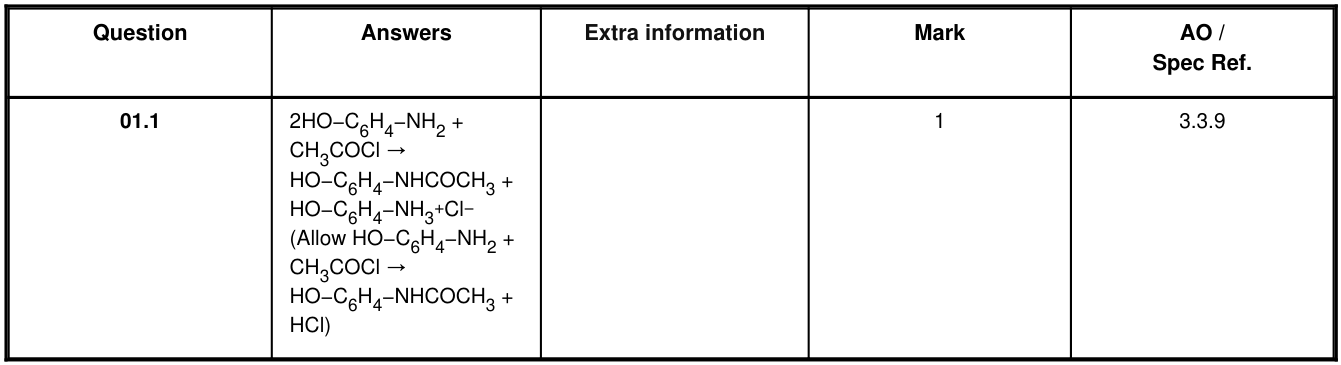 Question Answers Extra information Mark AO /
Spec Ref.
01.1 2HO–C6H4–NH2 + 1 3.3.9
CH3COCl →
HO–C6H4–NHCOCH3 +
HO–C6H4–NH3+Cl–
(Allow HO–C6H4–NH2 +
CH3COCl →
HO–C6H4–NHCOCH3 +
HCl)